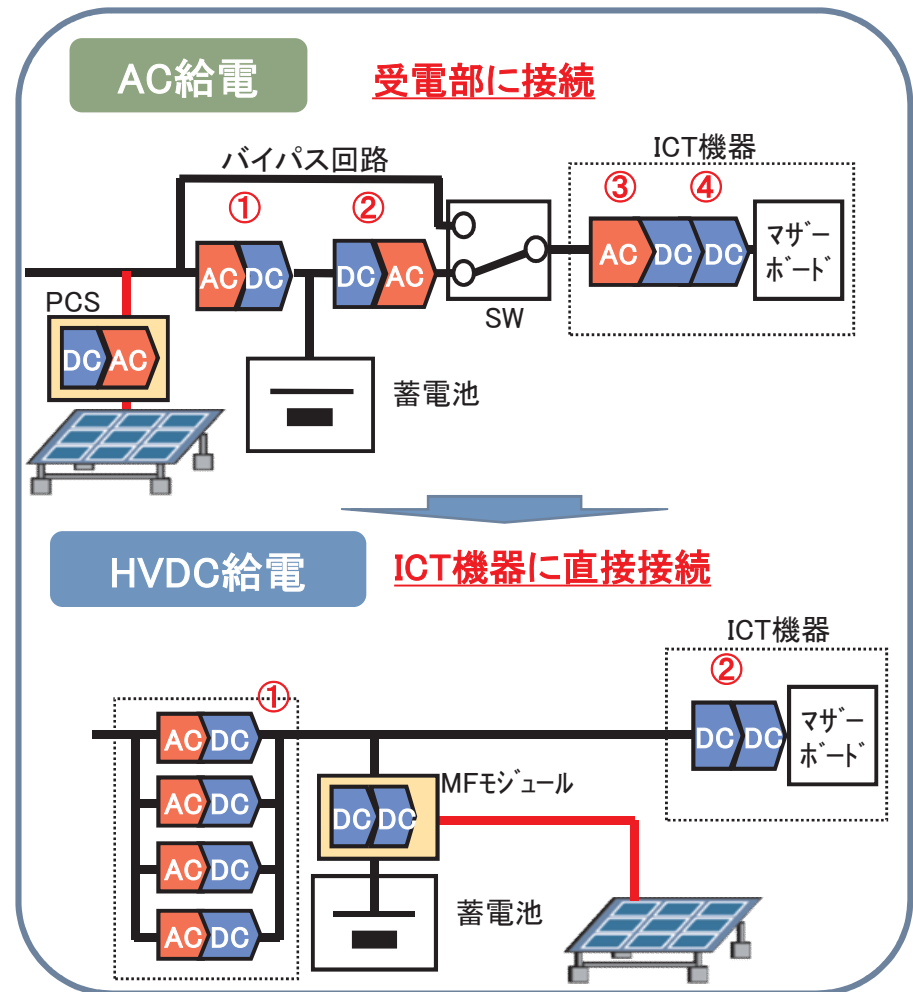 AC給電
受電部に接続
バイパス回路
ICT機器
①
②
③
④
AC DC
DC AC
AC DC DC
マザー
ボード
SW
PCS
DC AC
蓄電池
HVDC給電
ICT機器に直接接続
ICT機器
①
②
AC DC
DC DC
マザー
ボード
MFモジュール
AC DC
DC DC
AC DC
蓄電池
AC DC